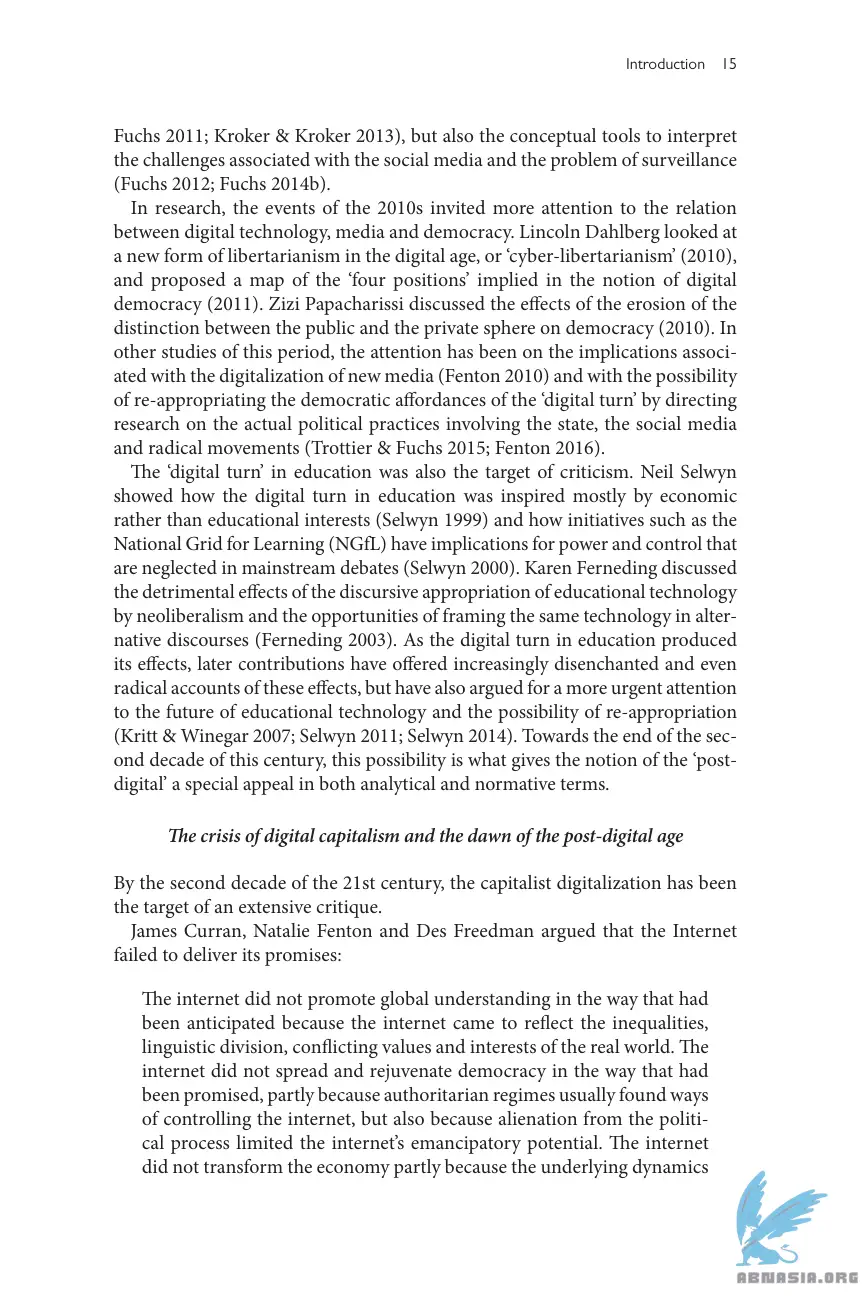 Introduction 15
Fuchs 2011; Kroker & Kroker 2013), but also the conceptual tools to interpret
the challenges associated with the social media and the problem of surveillance
(Fuchs 2012; Fuchs 2014b).
In research, the events of the 2010s invited more attention to the relation
between digital technology, media and democracy. Lincoln Dahlberg looked at
a new form of libertarianism in the digital age, or ‘cyber-libertarianism’ (2010),
and proposed a map of the ‘four positions’ implied in the notion of digital
democracy (2011). Zizi Papacharissi discussed the effects of the erosion of the
distinction between the public and the private sphere on democracy (2010). In
other studies of this period, the attention has been on the implications associ-
ated with the digitalization of new media (Fenton 2010) and with the possibility
of re-appropriating the democratic affordances of the ‘digital turn’ by directing
research on the actual political practices involving the state, the social media
and radical movements (Trottier & Fuchs 2015; Fenton 2016).
The ‘digital turn’ in education was also the target of criticism. Neil Selwyn
showed how the digital turn in education was inspired mostly by economic
rather than educational interests (Selwyn 1999) and how initiatives such as the
National Grid for Learning (NGfL) have implications for power and control that
are neglected in mainstream debates (Selwyn 2000). Karen Ferneding discussed
the detrimental effects of the discursive appropriation of educational technology
by neoliberalism and the opportunities of framing the same technology in alter-
native discourses (Ferneding 2003). As the digital turn in education produced
its effects, later contributions have offered increasingly disenchanted and even
radical accounts of these effects, but have also argued for a more urgent attention
to the future of educational technology and the possibility of re-appropriation
(Kritt & Winegar 2007; Selwyn 2011; Selwyn 2014). Towards the end of the sec-
ond decade of this century, this possibility is what gives the notion of the ‘post-
digital’ a special appeal in both analytical and normative terms.
The crisis of digital capitalism and the dawn of the post-digital age
By the second decade of the 21st century, the capitalist digitalization has been
the target of an extensive critique.
James Curran, Natalie Fenton and Des Freedman argued that the Internet
failed to deliver its promises:
The internet did not promote global understanding in the way that had
been anticipated because the internet came to reflect the inequalities,
linguistic division, conflicting values and interests of the real world. The
internet did not spread and rejuvenate democracy in the way that had
been promised, partly because authoritarian regimes usually found ways
of controlling the internet, but also because alienation from the politi-
cal process limited the internet’s emancipatory potential. The internet
did not transform the economy partly because the underlying dynamics
ABNASIA.ORG